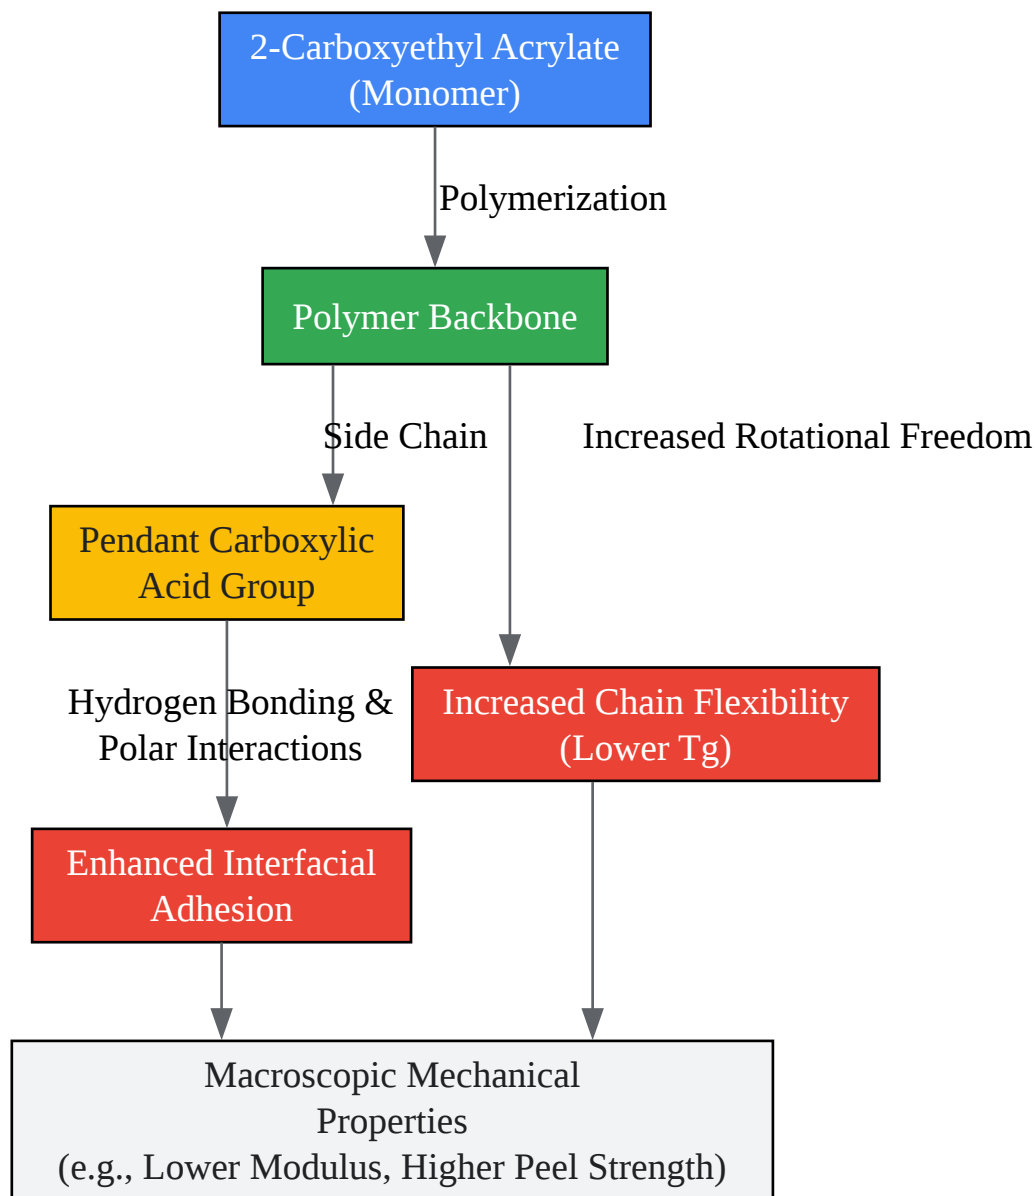 2-Carboxyethyl Acrylate
(Monomer)
Polymerization
Polymer Backbone
Side Chain
Increased Rotational Freedom
Pendant Carboxylic
Acid Group
Hydrogen Bonding &
Polar Interactions
Increased Chain Flexibility
(Lower Tg)
Enhanced Interfacial
Adhesion
Macroscopic Mechanical
Properties
(e.g., Lower Modulus, Higher Peel Strength)